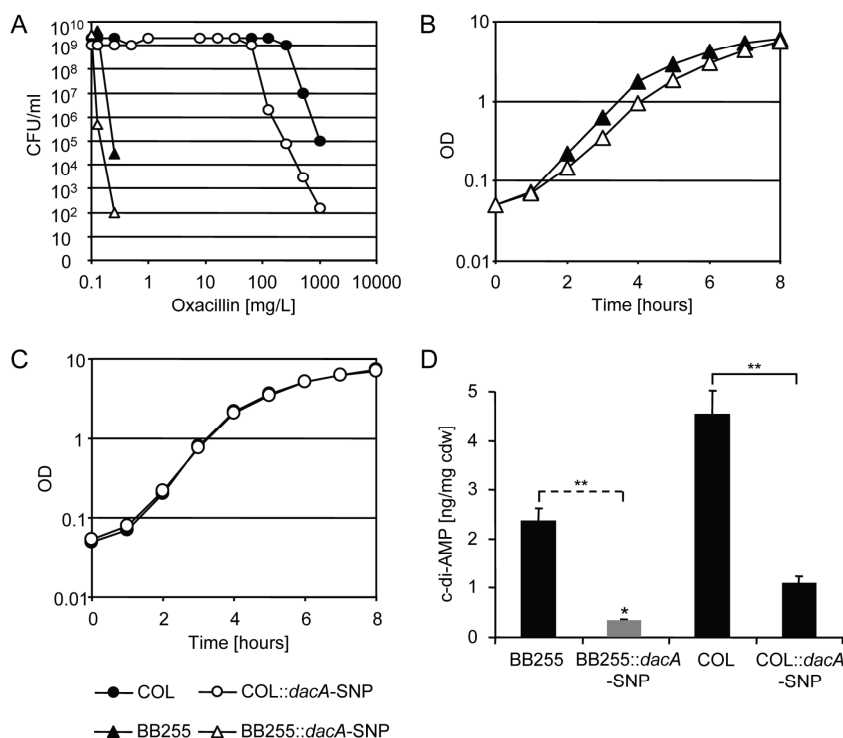 A
CFU/ml
10¹⁰
10⁹
10⁸
10⁷
10⁶
10⁵
10⁴
10³
10²
10
0
0.1 1 10 100 1000 10000
Oxacillin [mg/L]
B
OD
10
1
0.1
0.01
0 2 4 6 8
Time [hours]
C
OD
10
1
0.1
0.01
0 2 4 6 8
Time [hours]
COL COL::dacA-SNP
BB255 BB255::dacA-SNP
D
c-di-AMP [ng/mg cdw]
5
4
3
2
1
0
**
**
*
BB255 BB255::dacA COL COL::dacA
-SNP -SNP